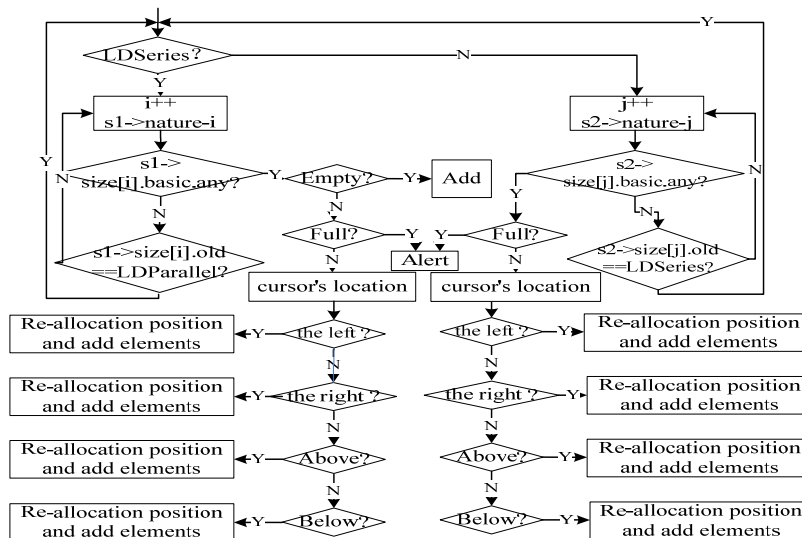 Y
Y
LDSeries?
N
Y
i++
s1->nature-i
j++
s2->nature-j
Y
N
s1->
size[i].basic.any?
Y
Empty?
Y
Add
s2->
size[j].basic.any?
N
N
N
Y
N
s1->size[i].old
==LDParallel?
Full?
Y
Y
Full?
s2->size[j].old
==LDSeries?
Alert
N
N
cursor's location
cursor's location
Re-allocation position
and add elements
Y
the left ?
the left ?
Y
Re-allocation position
and add elements
N
N
Re-allocation position
and add elements
Y
the right ?
the right ?
Y
Re-allocation position
and add elements
N
N
Re-allocation position
and add elements
Y
Above?
Above?
Y
Re-allocation position
and add elements
N
N
Re-allocation position
and add elements
Y
Below?
Below?
Y
Re-allocation position
and add elements